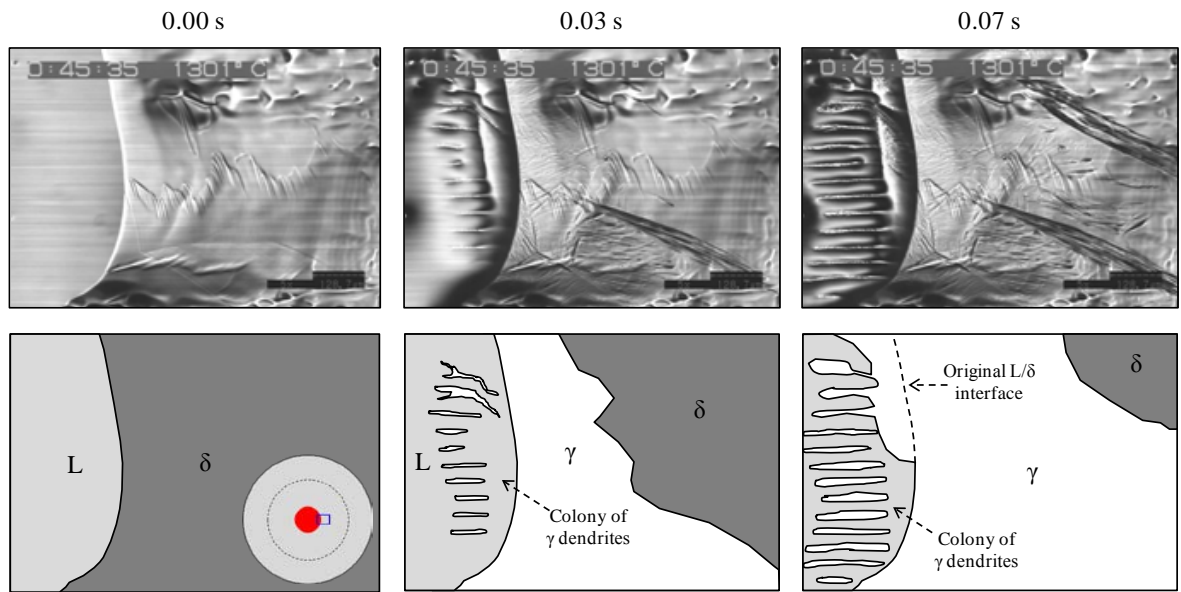 0.00 s
0.03 s
0.07 s
0:45:35 1301°C
0:45:35 1301°C
0:45:35 1301°C
L
δ
L
γ
δ
Colony of
γ dendrites
Original L/δ
interface
δ
γ
Colony of
γ dendrites